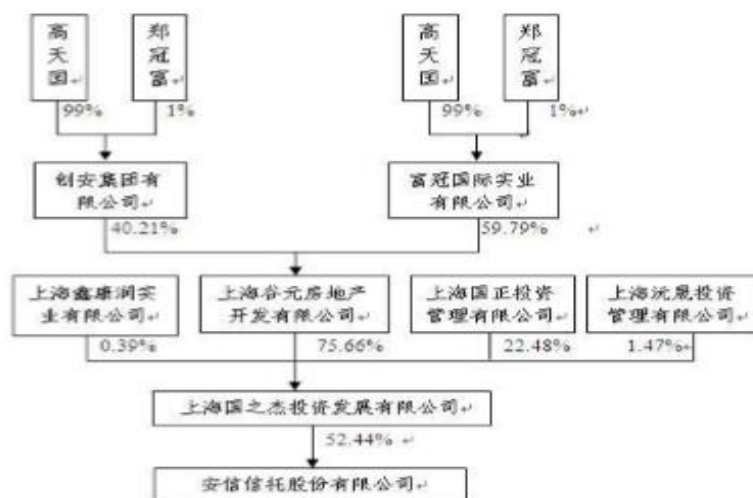 高天国
郑冠富
高天国
郑冠富
99%
1%
99%
1%
创安集团有
限公司
富冠国际实业
有限公司
40.21%
59.79%
上海鑫康润实
业有限公司
上海谷元房地产
开发有限公司
上海国正投资
管理有限公司
上海沅晟投资
管理有限公司
0.39%
75.66%
22.48%
1.47%
上海国之杰投资发展有限公司
52.44%
安信信托股份有限公司